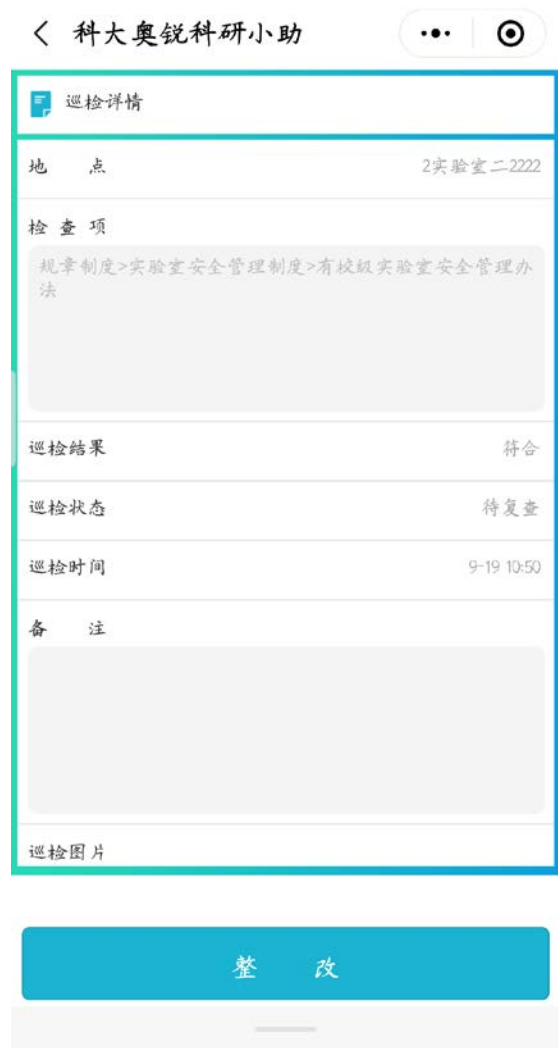 科大奥锐科研小助
巡检详情
地 点 2实验室二2222
检 查 项
规章制度>实验室安全管理制度>有校级实验室安全管理办
法
巡检结果 符合
巡检状态 待复查
巡检时间 9-19 10:50
备 注
巡检图片
整 改